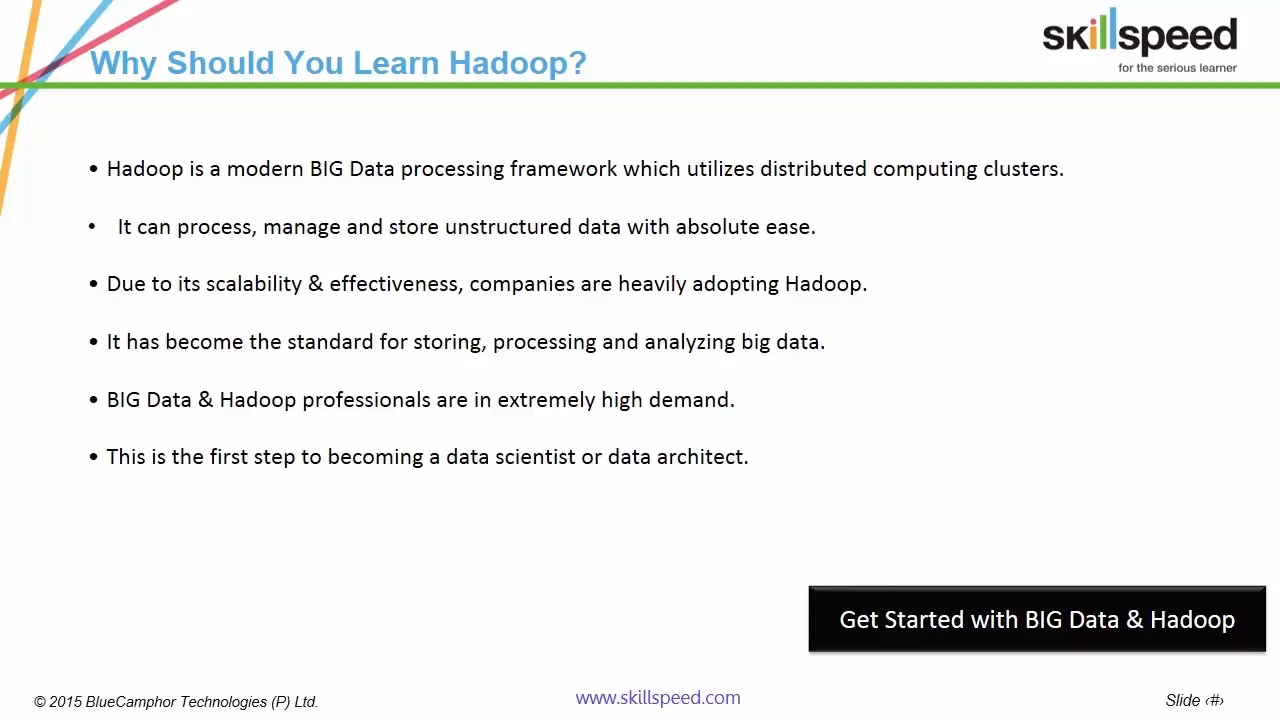 skillspeed
for the serious learner
Why Should You Learn Hadoop?
• Hadoop is a modern BIG Data processing framework which utilizes distributed computing clusters.
• It can process, manage and store unstructured data with absolute ease.
• Due to its scalability & effectiveness, companies are heavily adopting Hadoop.
• It has become the standard for storing, processing and analyzing big data.
• BIG Data & Hadoop professionals are in extremely high demand.
• This is the first step to becoming a data scientist or data architect.
Get Started with BIG Data & Hadoop
© 2015 BlueCamphor Technologies (P) Ltd.
www.skillspeed.com
Slide ‹#›